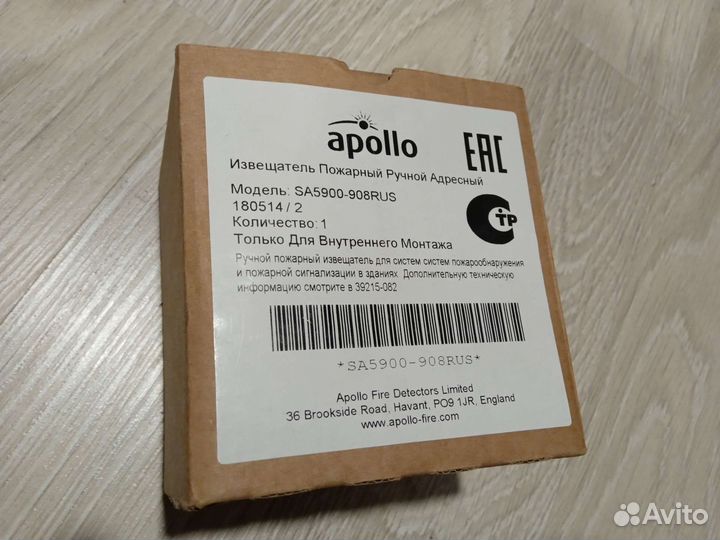 apollo
EAC
Извещатель Пожарный Ручной Адресный
Модель: SA5900-908RUS
180514 / 2
Количество: 1
Только Для Внутреннего Монтажа
ТР
Ручной пожарный извещатель для систем систем пожарообнаружения
и пожарной сигнализации в зданиях. Дополнительную техническую
информацию смотрите в 39215-082
*SA5900-908RUS*
Apollo Fire Detectors Limited
36 Brookside Road, Havant, PO9 1JR, England
www.apollo-fire.com
Avito